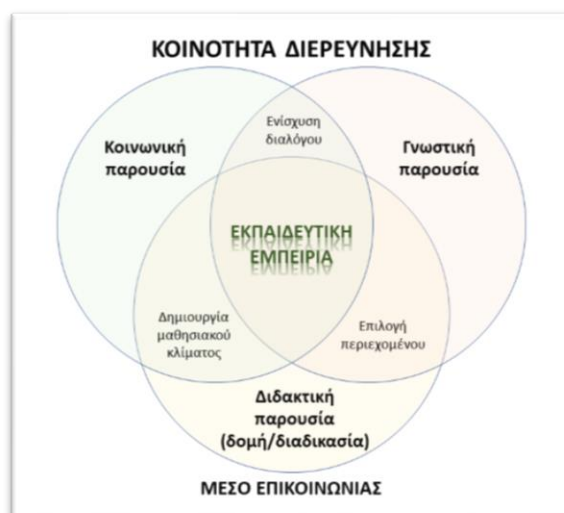 ΚΟΙΝΟΤΗΤΑ ΔΙΕΡΕΥΝΗΣΗΣ
Ενίσχυση
διαλόγου
Κοινωνική
παρουσία
Γνωστική
παρουσία
ΕΚΠΑΙΔΕΥΤΙΚΗ
ΕΜΠΕΙΡΙΑ
Δημιουργία
μαθησιακού
κλίματος
Επιλογή
περιεχομένου
Διδακτική
παρουσία
(δομή/διαδικασία)
ΜΕΣΟ ΕΠΙΚΟΙΝΩΝΙΑΣ